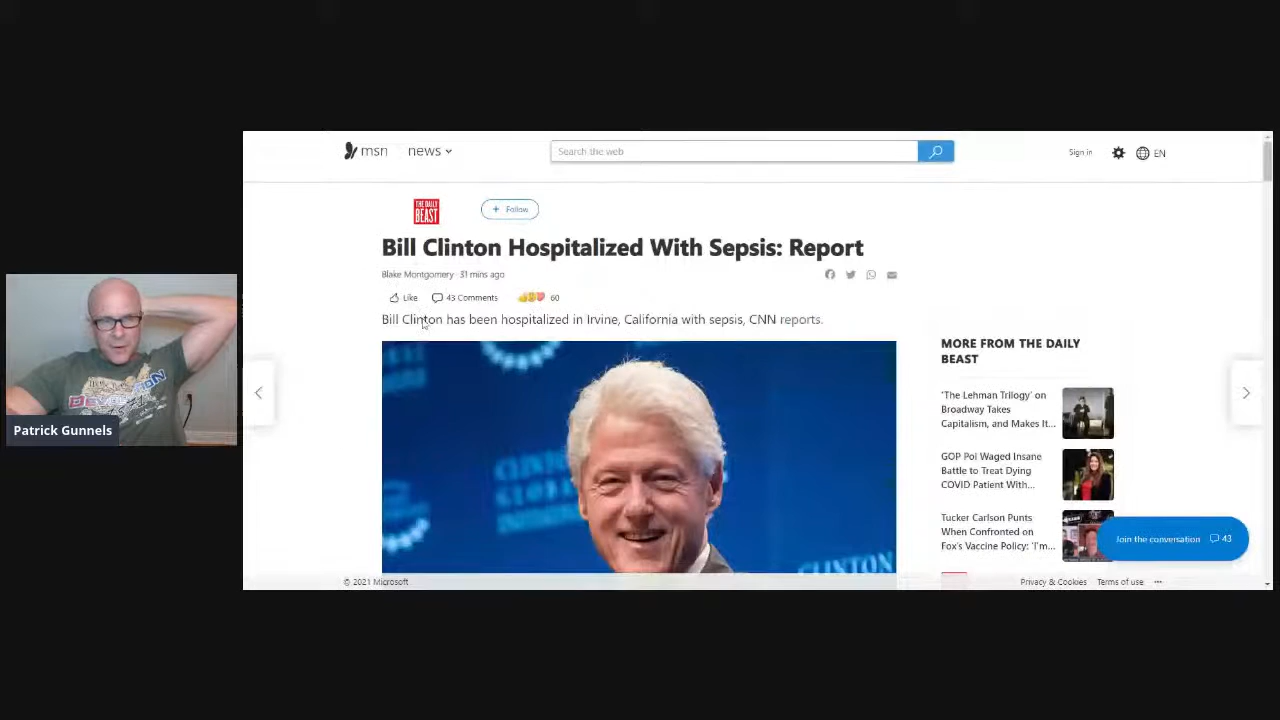 msn
news
Search the web
Sign in
EN
THE DAILY
BEAST
+ Follow
Bill Clinton Hospitalized With Sepsis: Report
Blake Montgomery 31 mins ago
Like
43 Comments
60
Bill Clinton has been hospitalized in Irvine, California with sepsis, CNN reports.
MORE FROM THE DAILY
BEAST
'The Lehman Trilogy' on
Broadway Takes
Capitalism, and Makes It...
GOP Pol Waged Insane
Battle to Treat Dying
COVID Patient With...
Tucker Carlson Punts
When Confronted on
Fox's Vaccine Policy: 'I'm...
Join the conversation 43
CLINTON
© 2021 Microsoft
Privacy & Cookies
Terms of use
...
Patrick Gunnels